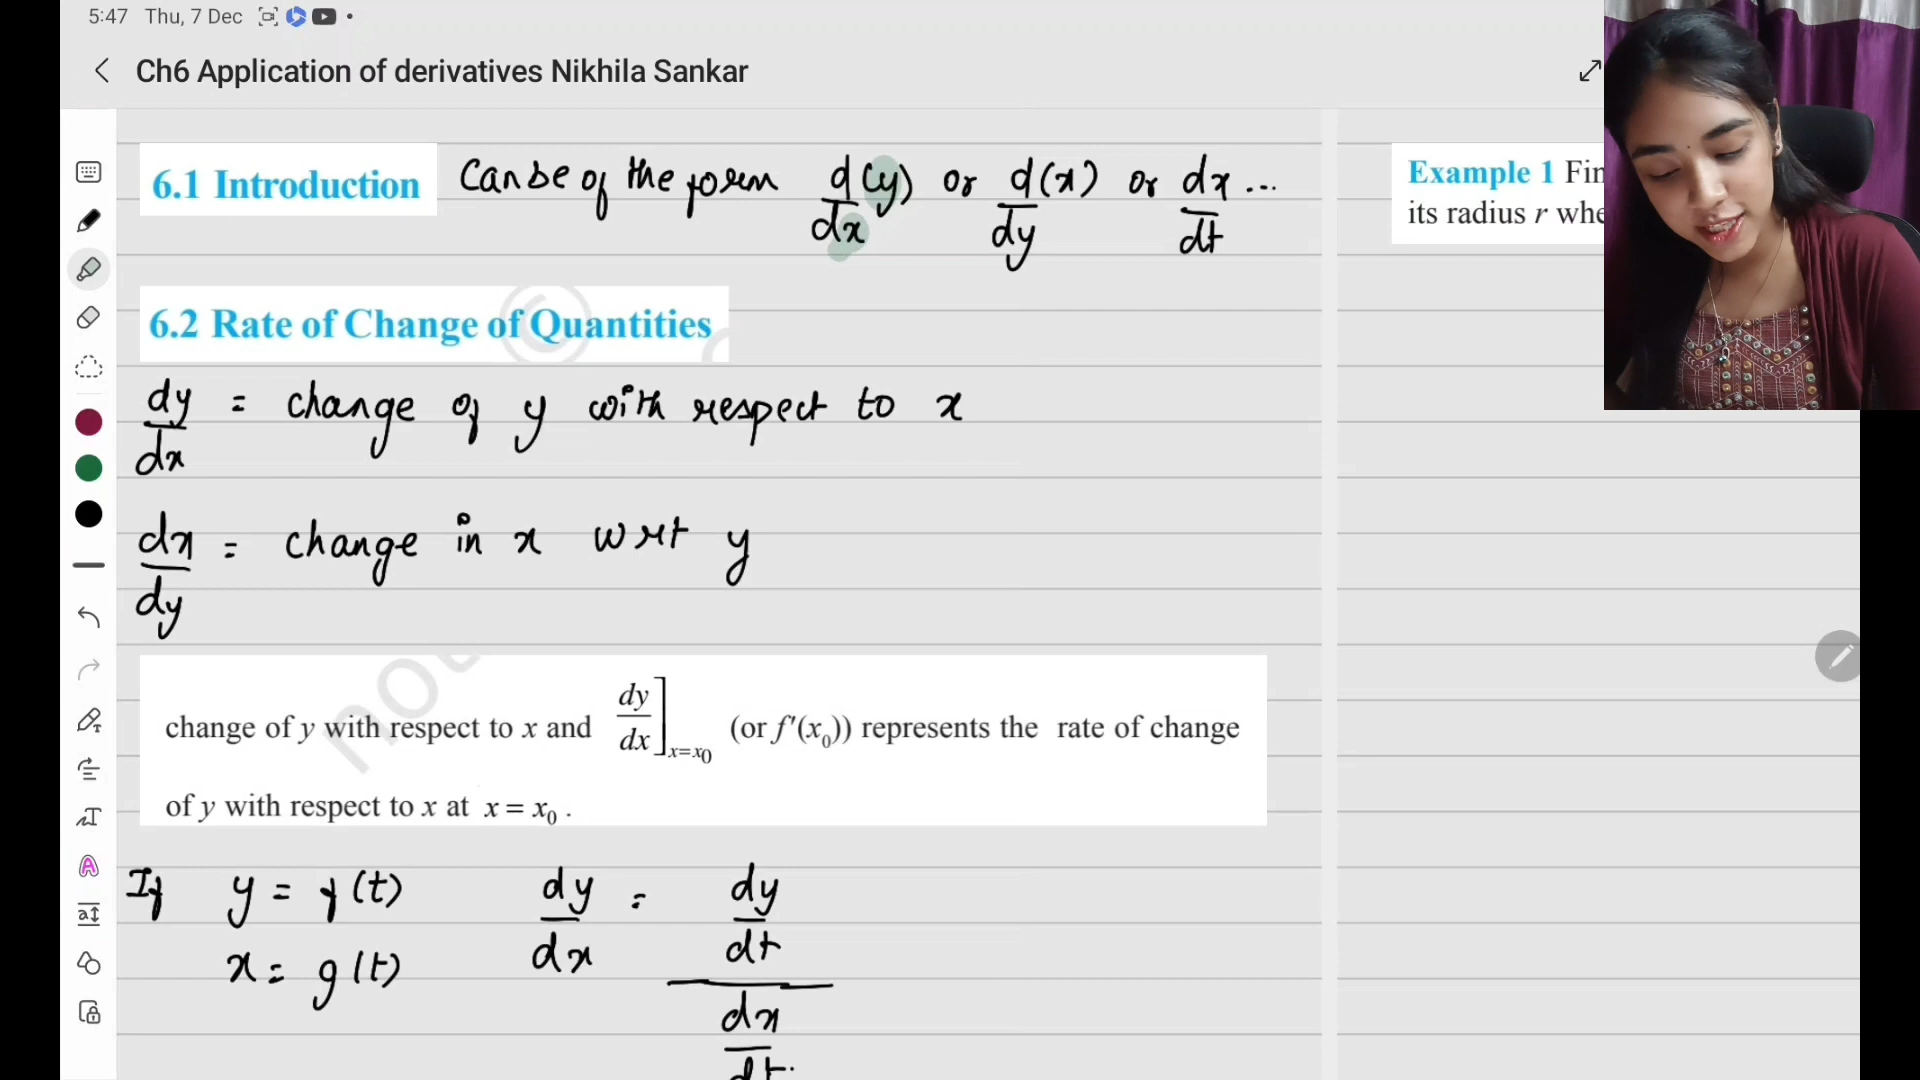 5:47 Thu, 7 Dec
Ch6 Application of derivatives Nikhila Sankar
6.1 Introduction Can be of the form d(y)/dx or d(x)/dy or dx/dt ...
6.2 Rate of Change of Quantities
dy/dx = change of y with respect to x
dx/dy = change in x wrt y
not
change of y with respect to x and dy/dx]x=x₀ (or f′(x₀)) represents the rate of change
of y with respect to x at x = x₀ .
If y = f(t) dy/dx = dy/dt / dx/dt
x = g(t)
Example 1 Fin
its radius r whe